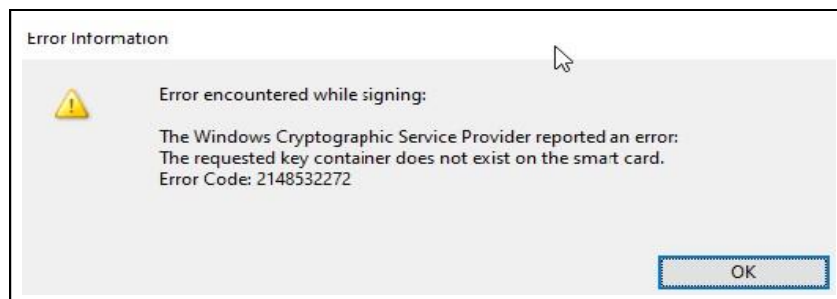 Error Information
Error encountered while signing:
The Windows Cryptographic Service Provider reported an error:
The requested key container does not exist on the smart card.
Error Code: 2148532272
OK